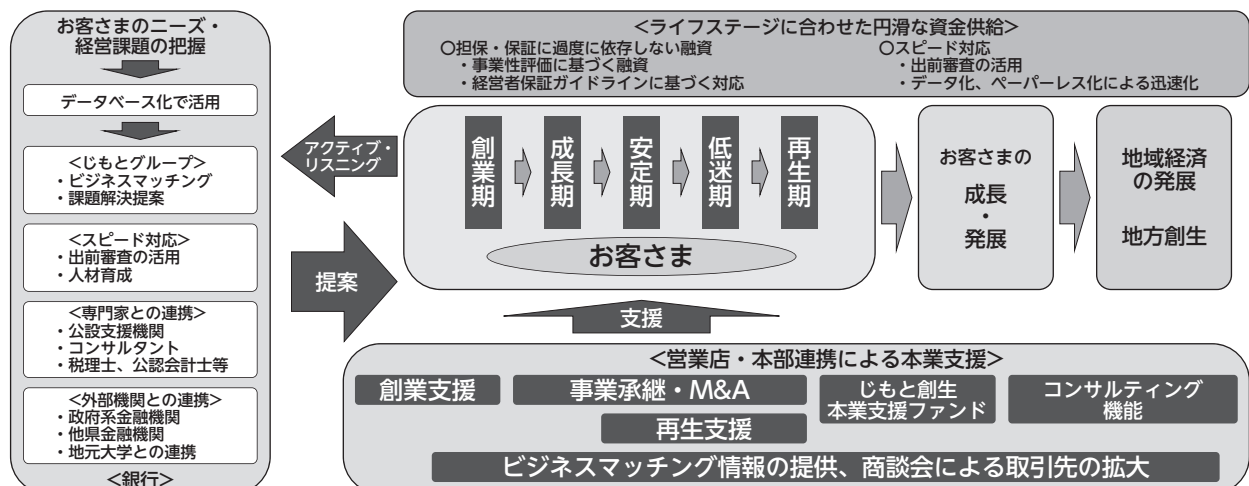 お客さまのニーズ・
経営課題の把握
データベース化で活用
<じもとグループ>
・ビジネスマッチング
・課題解決提案
<スピード対応>
・出前審査の活用
・人材育成
<専門家との連携>
・公設支援機関
・コンサルタント
・税理士、公認会計士等
<外部機関との連携>
・政府系金融機関
・他県金融機関
・地元大学との連携
<銀行>
アクティブ・
リスニング
提案
<ライフステージに合わせた円滑な資金供給>
○担保・保証に過度に依存しない融資
・事業性評価に基づく融資
・経営者保証ガイドラインに基づく対応
○スピード対応
・出前審査の活用
・データ化、ペーパーレス化による迅速化
創業期
成長期
安定期
低迷期
再生期
お客さま
お客さまの
成長
・
発展
地域経済
の発展
地方創生
支援
<営業店・本部連携による本業支援>
創業支援
事業承継・M&A
じもと創生
本業支援ファンド
コンサルティング
機能
再生支援
ビジネスマッチング情報の提供、商談会による取引先の拡大